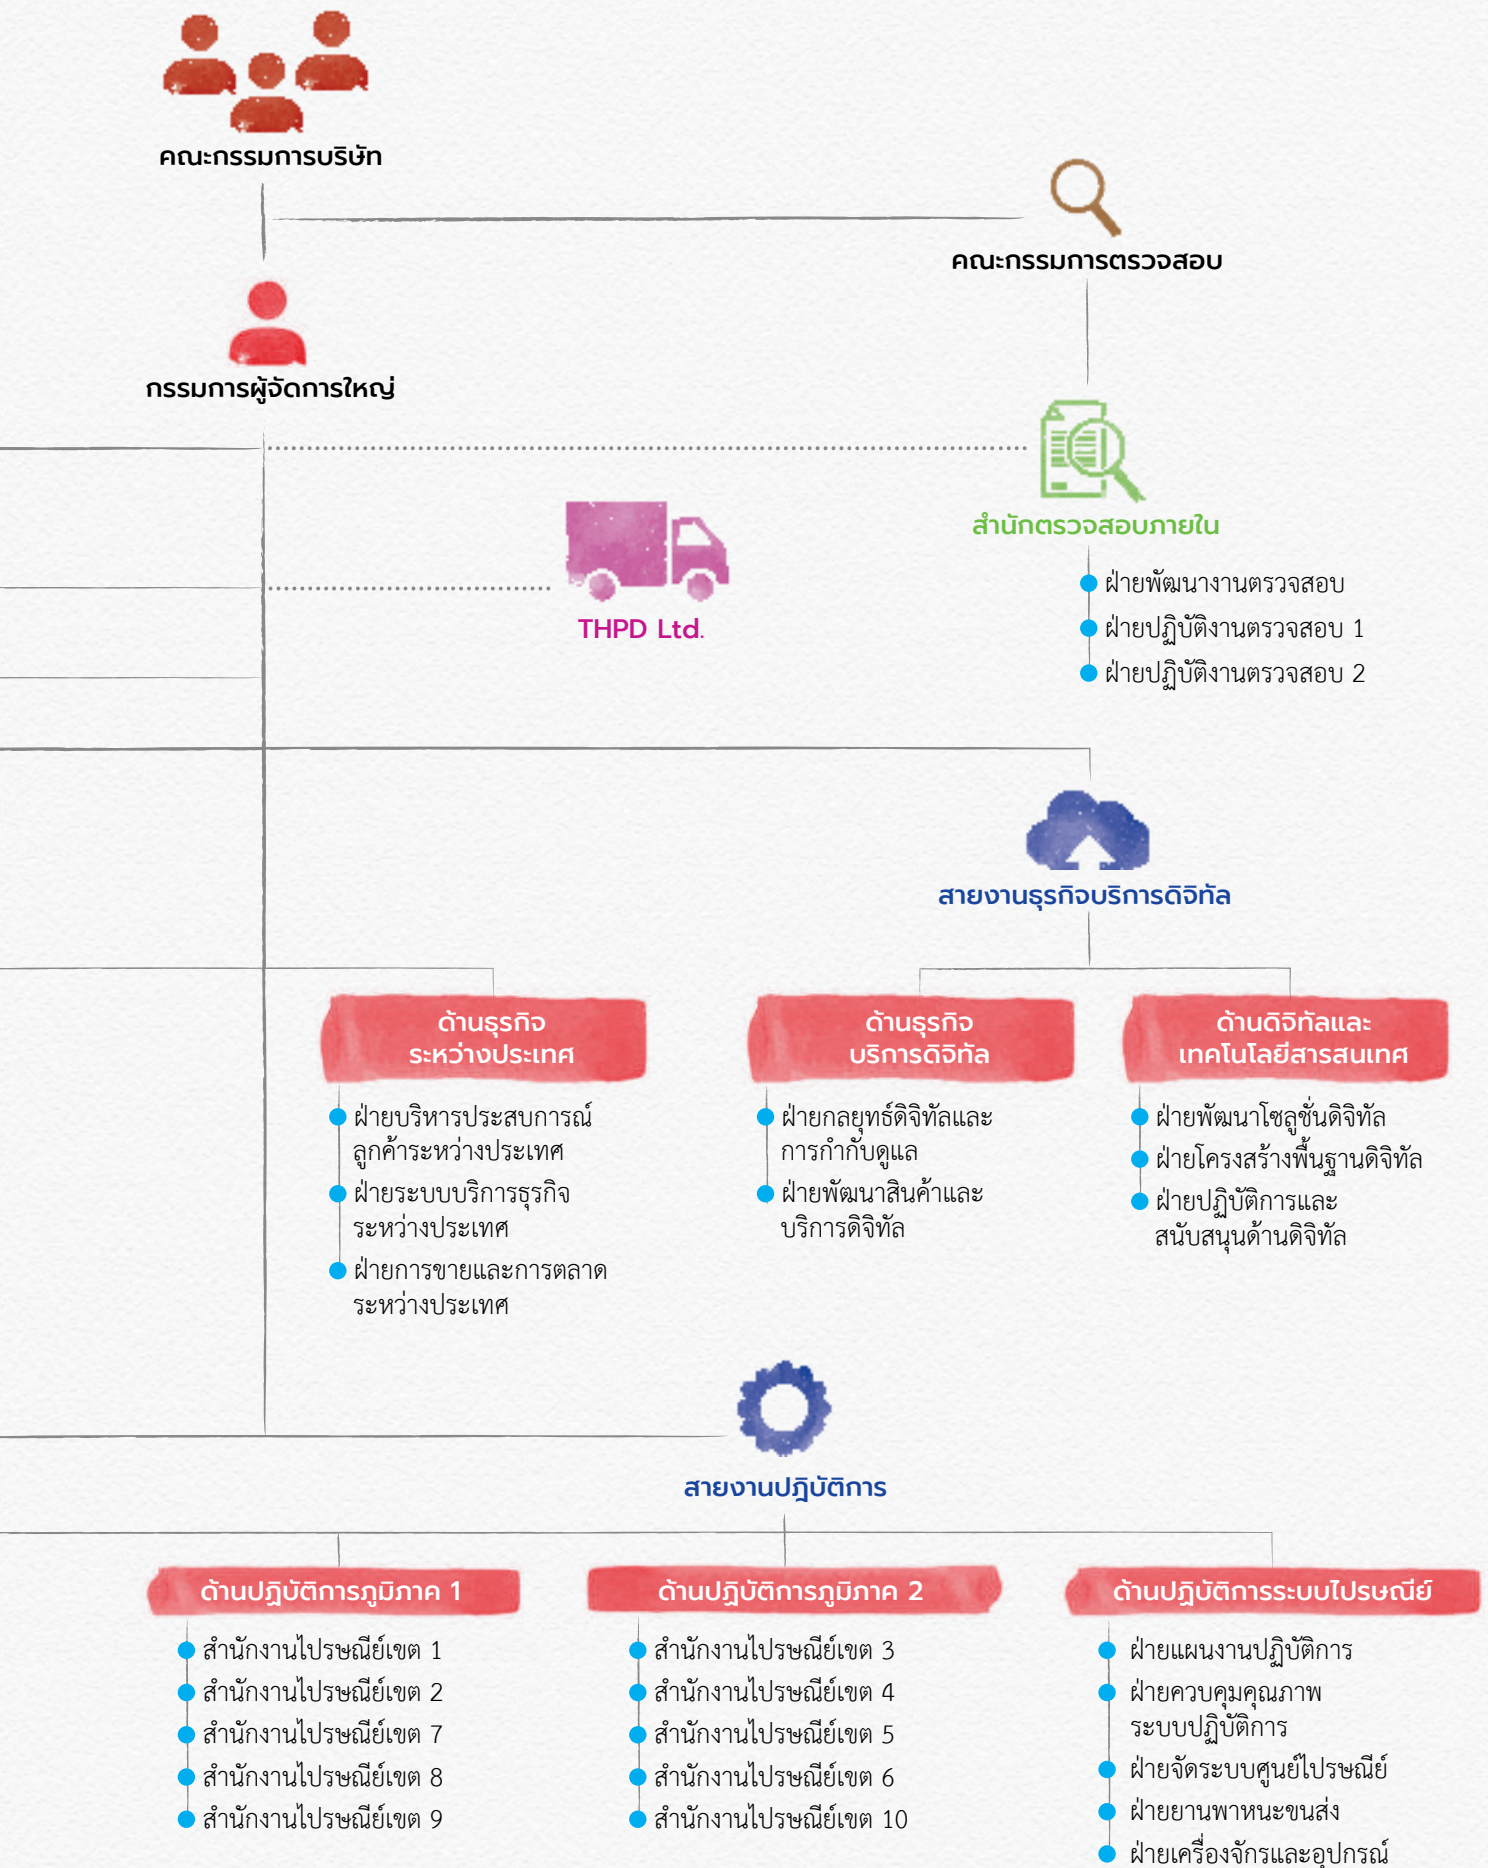 คณะกรรมการบริษัท
คณะกรรมการตรวจสอบ
กรรมการผู้จัดการใหญ่
สำนักตรวจสอบภายใน
ฝ่ายพัฒนางานตรวจสอบ
ฝ่ายปฏิบัติงานตรวจสอบ 1
ฝ่ายปฏิบัติงานตรวจสอบ 2
THPD Ltd.
สายงานธุรกิจบริการดิจิทัล
ด้านธุรกิจ
ระหว่างประเทศ
ฝ่ายบริหารประสบการณ์
ลูกค้าระหว่างประเทศ
ฝ่ายระบบบริการธุรกิจ
ระหว่างประเทศ
ฝ่ายการขายและการตลาด
ระหว่างประเทศ
ด้านธุรกิจ
บริการดิจิทัล
ฝ่ายกลยุทธ์ดิจิทัลและ
การกำกับดูแล
ฝ่ายพัฒนาสินค้าและ
บริการดิจิทัล
ด้านดิจิทัลและ
เทคโนโลยีสารสนเทศ
ฝ่ายพัฒนาโซลูชั่นดิจิทัล
ฝ่ายโครงสร้างพื้นฐานดิจิทัล
ฝ่ายปฏิบัติการและ
สนับสนุนด้านดิจิทัล
สายงานปฏิบัติการ
ด้านปฏิบัติการภูมิภาค 1
สำนักงานไปรษณีย์เขต 1
สำนักงานไปรษณีย์เขต 2
สำนักงานไปรษณีย์เขต 7
สำนักงานไปรษณีย์เขต 8
สำนักงานไปรษณีย์เขต 9
ด้านปฏิบัติการภูมิภาค 2
สำนักงานไปรษณีย์เขต 3
สำนักงานไปรษณีย์เขต 4
สำนักงานไปรษณีย์เขต 5
สำนักงานไปรษณีย์เขต 6
สำนักงานไปรษณีย์เขต 10
ด้านปฏิบัติการระบบไปรษณีย์
ฝ่ายแผนงานปฏิบัติการ
ฝ่ายควบคุมคุณภาพ
ระบบปฏิบัติการ
ฝ่ายจัดระบบศูนย์ไปรษณีย์
ฝ่ายยานพาหนะขนส่ง
ฝ่ายเครื่องจักรและอุปกรณ์